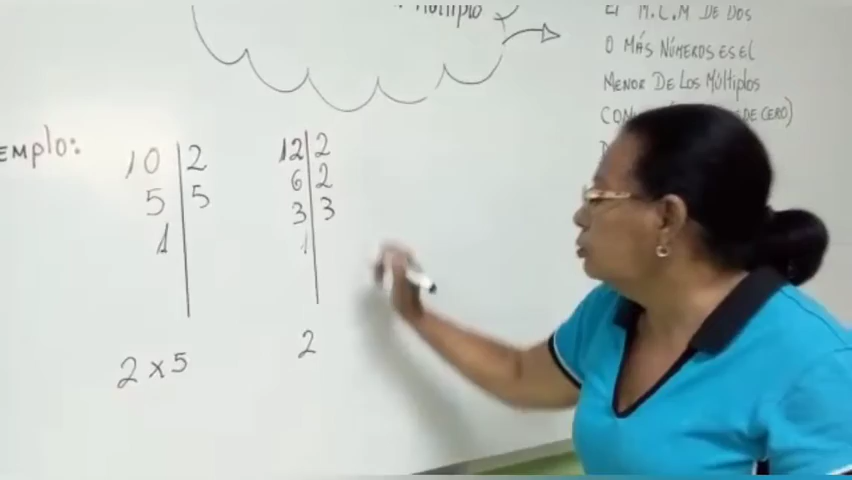 Múltiplo
El M.C.M DE DOS
O MÁS NÚMEROS ES EL
MENOR DE LOS MÚLTIPLOS
DE CERO)
EMplo:
10 | 2
5 | 5
1
2 x 5
12 | 2
6 | 2
3 | 3
1
2